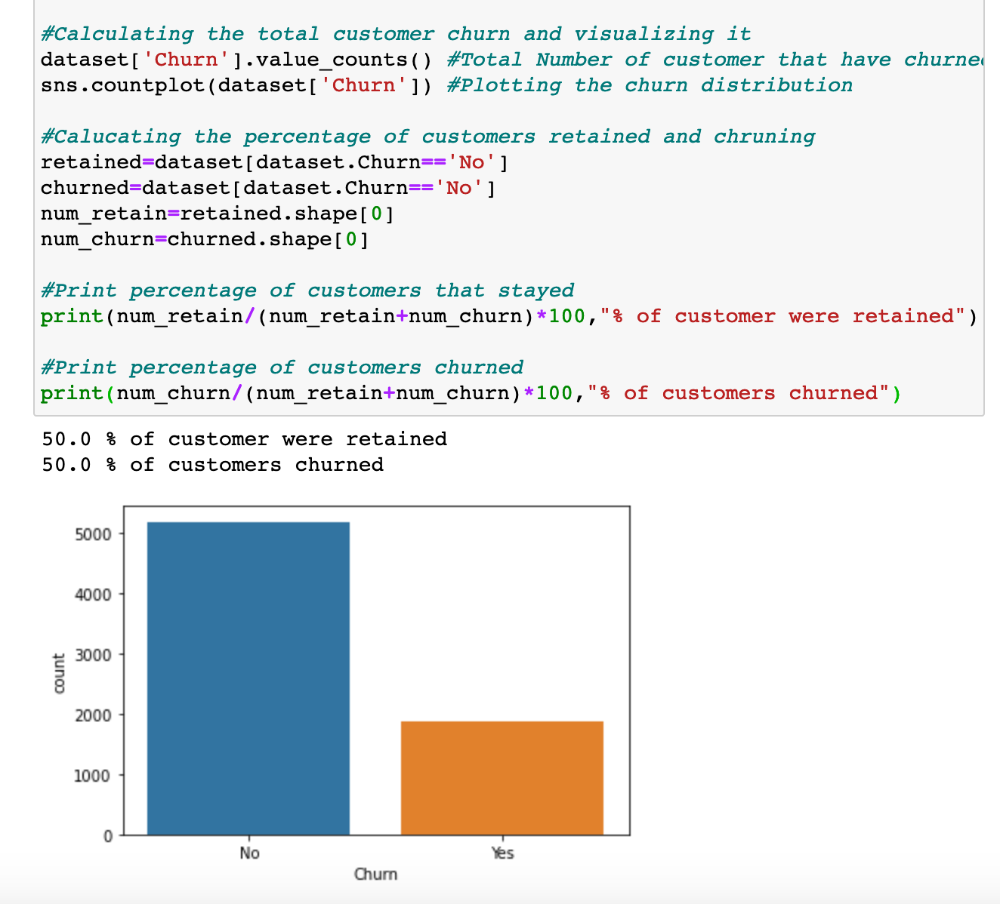 #Calculating the total customer churn and visualizing it
dataset['Churn'].value_counts() #Total Number of customer that have churned
sns.countplot(dataset['Churn']) #Plotting the churn distribution
#Calucating the percentage of customers retained and chruning
retained=dataset[dataset.Churn=='No']
churned=dataset[dataset.Churn=='No']
num_retain=retained.shape[0]
num_churn=churned.shape[0]
#Print percentage of customers that stayed
print(num_retain/(num_retain+num_churn)*100,"% of customer were retained")
#Print percentage of customers churned
print(num_churn/(num_retain+num_churn)*100,"% of customers churned")
50.0 % of customer were retained
50.0 % of customers churned
5000
4000
3000
2000
1000
0
count
No Yes
Churn